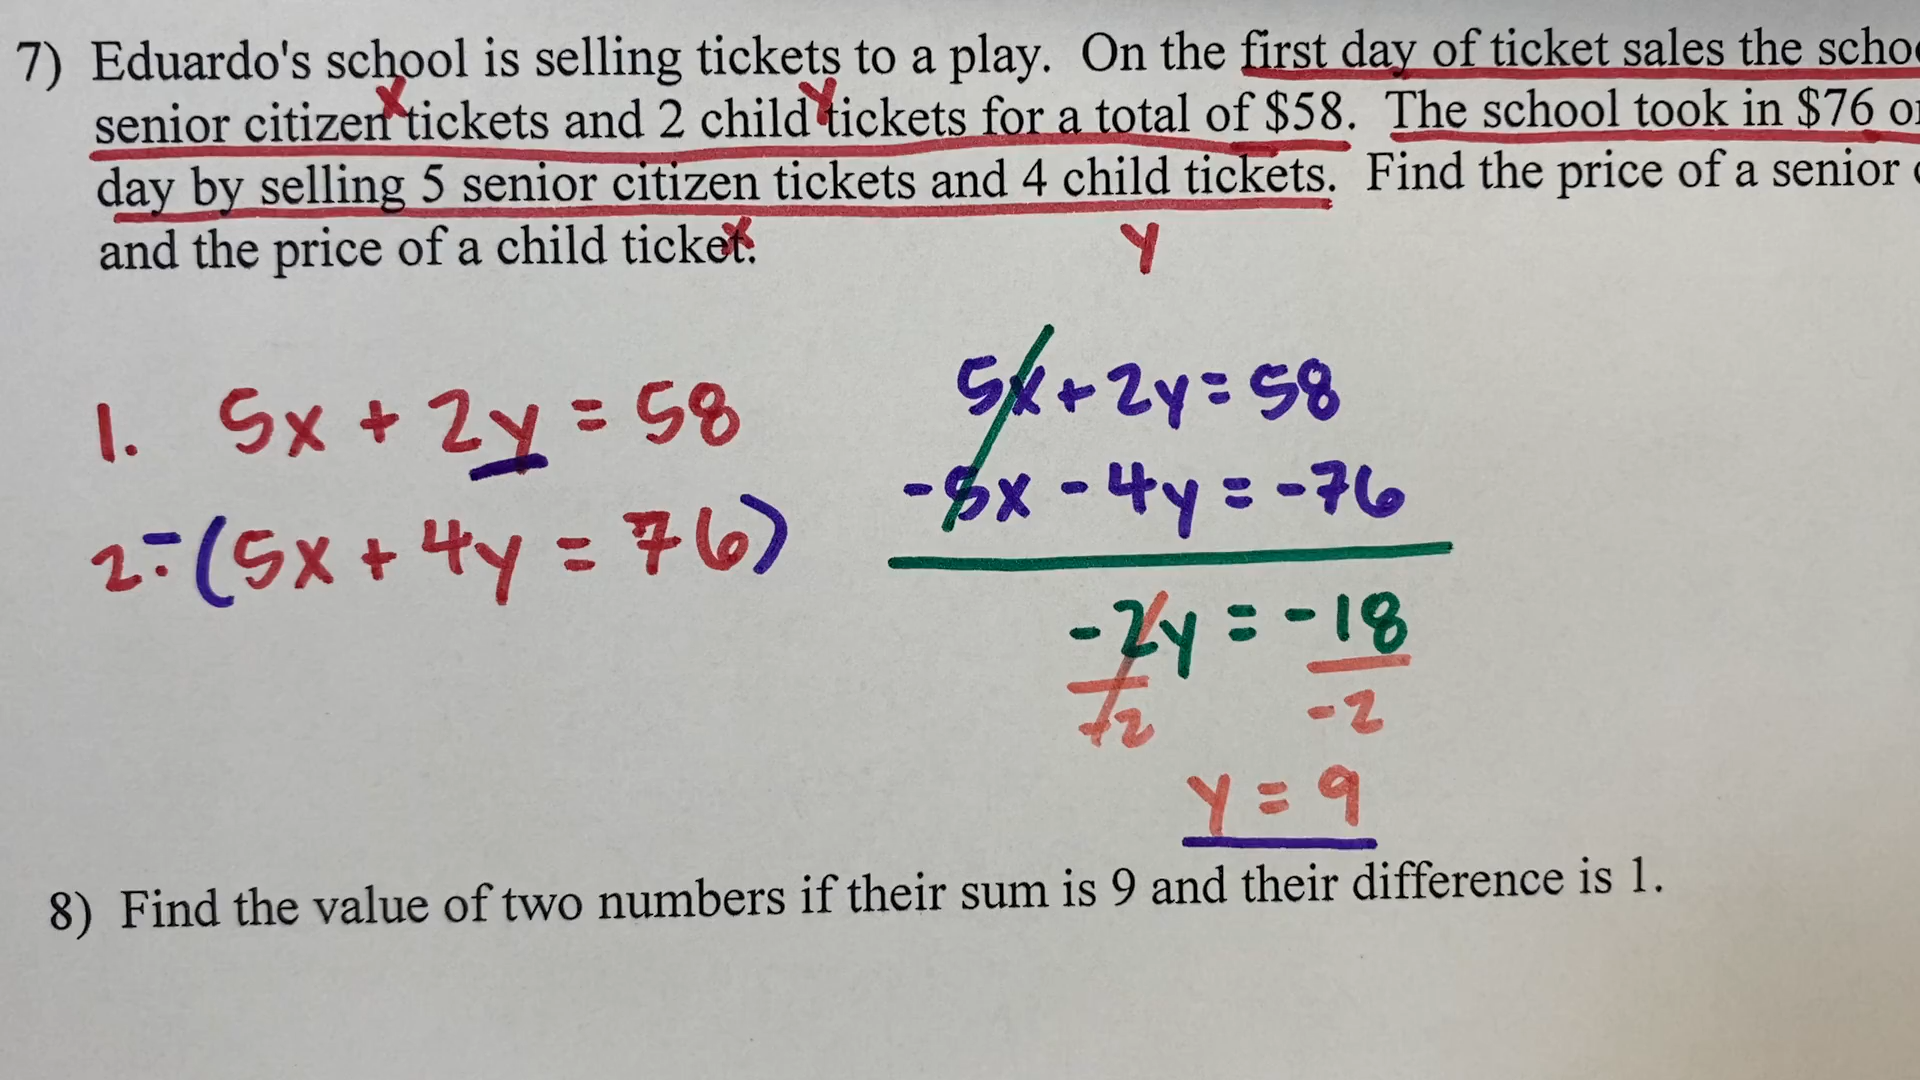 7) Eduardo's school is selling tickets to a play. On the first day of ticket sales the
senior citizen tickets and 2 child tickets for a total of $58. The school took in $76
x y
day by selling 5 senior citizen tickets and 4 child tickets. Find the price of a senior
and the price of a child ticket.
x y
1. 5x + 2y = 58
2. -(5x + 4y = 76)
5x + 2y = 58
-5x - 4y = -76
-2y = -18
-2 -2
y = 9
8) Find the value of two numbers if their sum is 9 and their difference is 1.